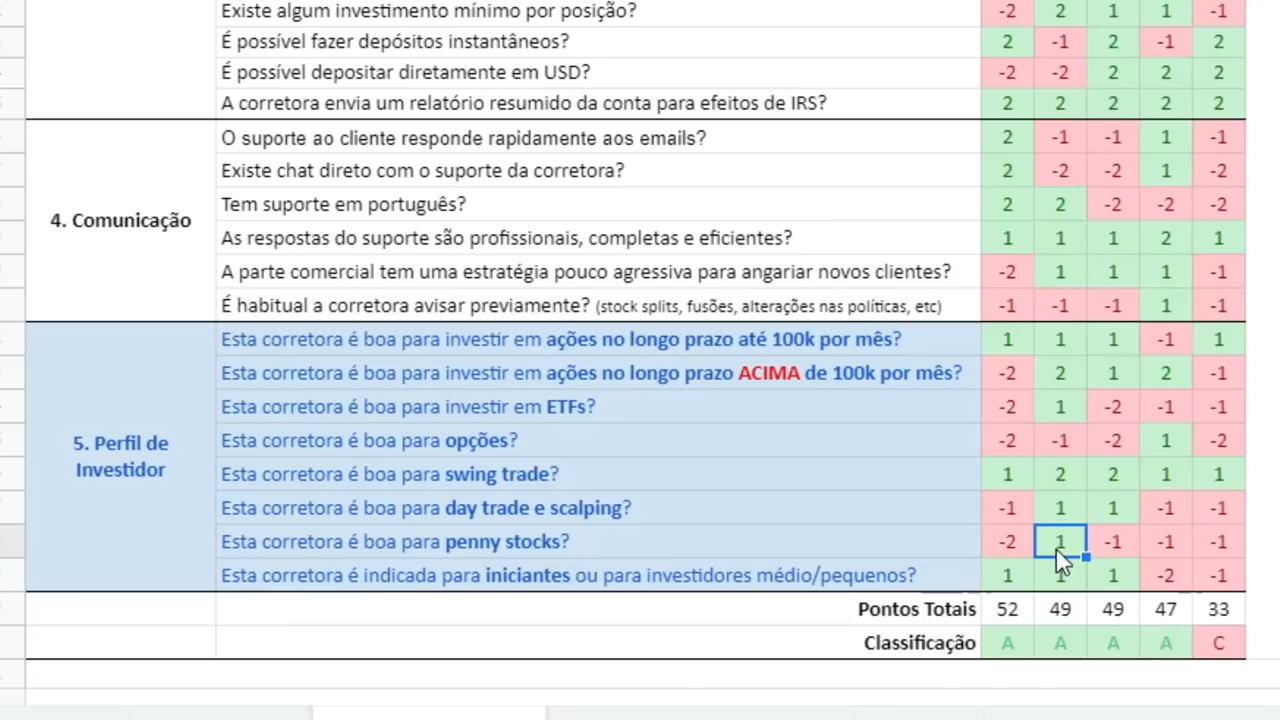 Existe algum investimento mínimo por posição? -2 2 1 1 -1
É possível fazer depósitos instantâneos? 2 -1 2 -1 2
É possível depositar diretamente em USD? -2 -2 2 2 2
A corretora envia um relatório resumido da conta para efeitos de IRS? 2 2 2 2 2
O suporte ao cliente responde rapidamente aos emails? 2 -1 -1 1 -1
Existe chat direto com o suporte da corretora? 2 -2 -2 1 -2
4. Comunicação
Tem suporte em português? 2 2 -2 -2 -2
As respostas do suporte são profissionais, completas e eficientes? 1 1 1 2 1
A parte comercial tem uma estratégia pouco agressiva para angariar novos clientes? -2 1 1 1 -1
É habitual a corretora avisar previamente? (stock splits, fusões, alterações nas políticas, etc) -1 -1 -1 1 -1
Esta corretora é boa para investir em ações no longo prazo até 100k por mês? 1 1 1 -1 1
Esta corretora é boa para investir em ações no longo prazo ACIMA de 100k por mês? -2 2 1 2 -1
Esta corretora é boa para investir em ETFs? -2 1 -2 -1 -1
5. Perfil de
Investidor
Esta corretora é boa para opções? -2 -1 -2 1 -2
Esta corretora é boa para swing trade? 1 2 2 1 1
Esta corretora é boa para day trade e scalping? -1 1 1 -1 -1
Esta corretora é boa para penny stocks? -2 1 -1 -1 -1
Esta corretora é indicada para iniciantes ou para investidores médio/pequenos? 1 1 1 -2 -1
Pontos Totais 52 49 49 47 33
Classificação A A A A C